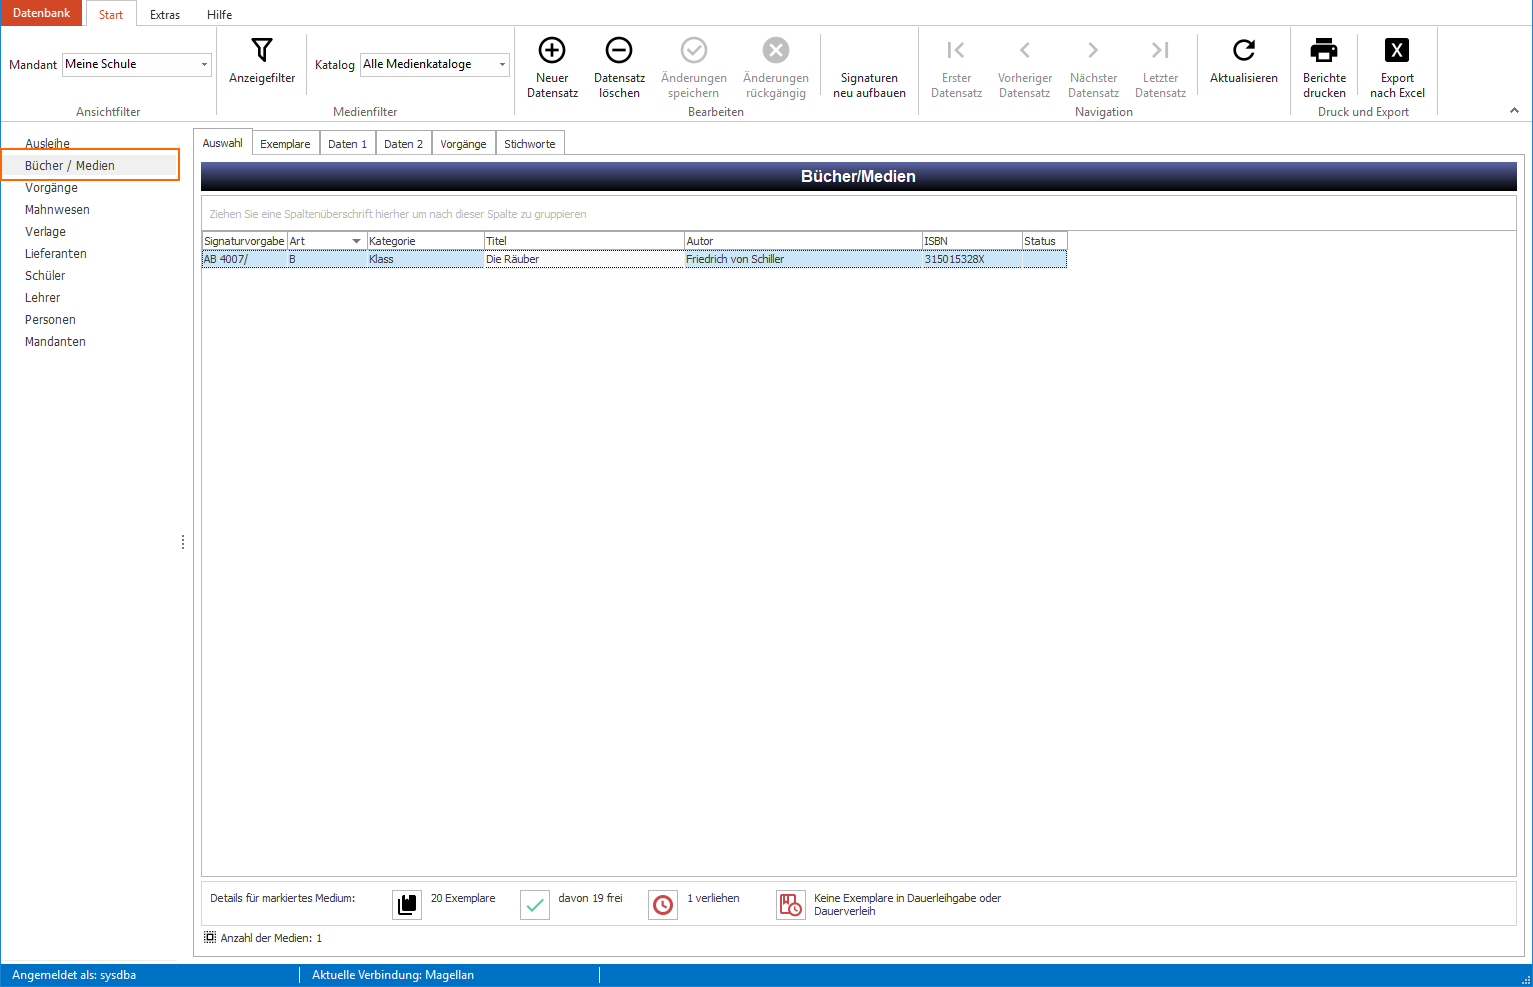 Datenbank Start Extras Hilfe
Mandant Meine Schule
Anzeigefilter
Katalog Alle Medienkataloge
Neuer
Datensatz
Datensatz
löschen
Änderungen
speichern
Änderungen
rückgängig
Signaturen
neu aufbauen
Erster
Datensatz
Vorheriger
Datensatz
Nächster
Datensatz
Letzter
Datensatz
Aktualisieren
Berichte
drucken
X
Export
nach Excel
Ansichtfilter Medienfilter Bearbeiten Navigation Druck und Export
Ausleihe
Bücher / Medien
Vorgänge
Mahnwesen
Verlage
Lieferanten
Schüler
Lehrer
Personen
Mandanten
Auswahl Exemplare Daten 1 Daten 2 Vorgänge Stichworte
Bücher/Medien
Ziehen Sie eine Spaltenüberschrift hierher um nach dieser Spalte zu gruppieren
Signaturvorgabe Art Kategorie Titel Autor ISBN Status
AB 4007/ B Klass Die Räuber Friedrich von Schiller 315015328X
Details für markiertes Medium: 20 Exemplare davon 19 frei 1 verliehen
Keine Exemplare in Dauerleihgabe oder
Dauerverleih
Anzahl der Medien: 1
Angemeldet als: sysdba Aktuelle Verbindung: Magellan